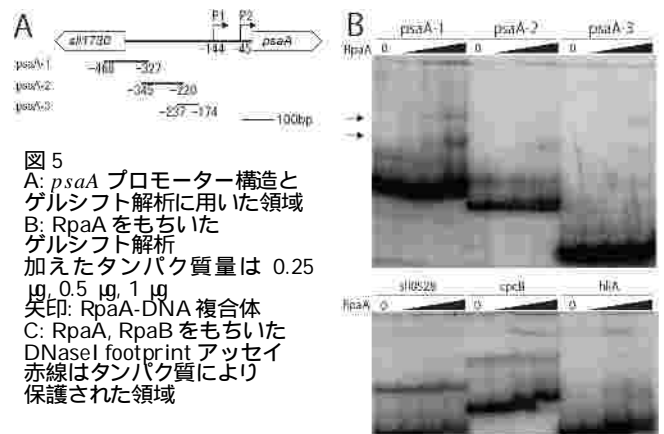 A
P1 P2
sll1730 -144 -45 psaA
psaA-1: -460 -327
psaA-2: -345 -220
psaA-3: -237 -174
100bp
図 5
A: psaA プロモーター構造と
ゲルシフト解析に用いた領域
B: RpaA をもちいた
ゲルシフト解析
加えたタンパク質量は 0.25
μg, 0.5 μg, 1 μg
矢印: RpaA-DNA 複合体
C: RpaA, RpaB をもちいた
DNaseI footprint アッセイ
赤線はタンパク質により
保護された領域
B
psaA-1 psaA-2 psaA-3
RpaA 0 0 0
sll0528 cpcB hliA
RpaA 0 0 0